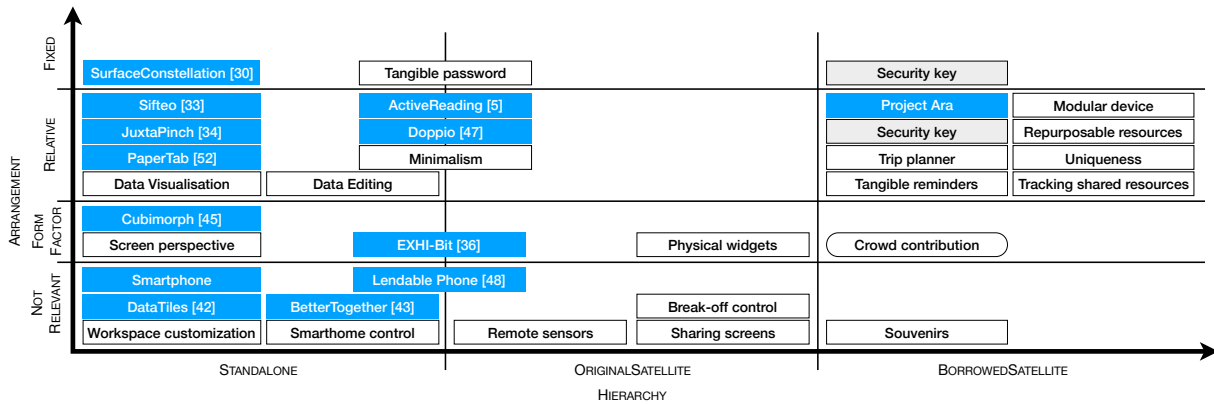 FIXED
SurfaceConstellation [30]
Tangible password
Security key
RELATIVE
Sifteo [33]
ActiveReading [5]
Project Ara
Modular device
JuxtaPinch [34]
Doppio [47]
Security key
Repurposable resources
PaperTab [52]
Minimalism
Trip planner
Uniqueness
Data Visualisation
Data Editing
Tangible reminders
Tracking shared resources
ARRANGEMENT
FORM
FACTOR
Cubimorph [45]
Screen perspective
EXHI-Bit [36]
Physical widgets
Crowd contribution
NOT
RELEVANT
Smartphone
Lendable Phone [48]
DataTiles [42]
BetterTogether [43]
Break-off control
Workspace customization
Smarthome control
Remote sensors
Sharing screens
Souvenirs
STANDALONE
ORIGINALSATELLITE
BORROWEDSATELLITE
HIERARCHY